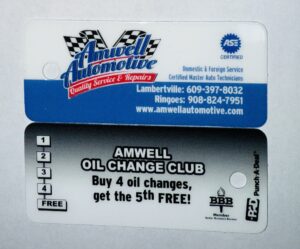 Amwell
Automotive
Quality Service & Repairs
ASE
CERTIFIED
Domestic & Foreign Service
Certified Master Auto Technicians
Lambertville: 609-397-8032
Ringoes: 908-824-7951
www.amwellautomotive.com
1
2
3
4
FREE
AMWELL
OIL CHANGE CLUB
Buy 4 oil changes,
get the 5th FREE!
BBB
Member
Punch-A-Deal